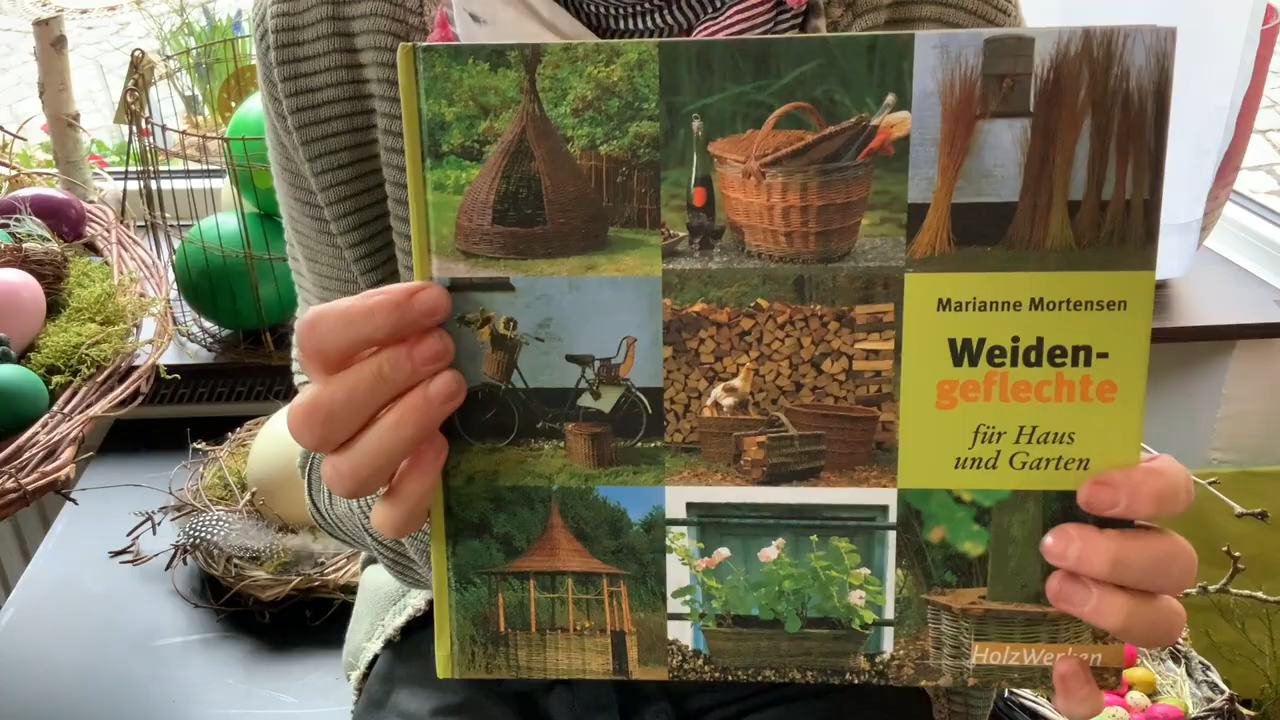 Marianne Mortensen
Weiden-
geflechte
für Haus
und Garten
HolzWerken